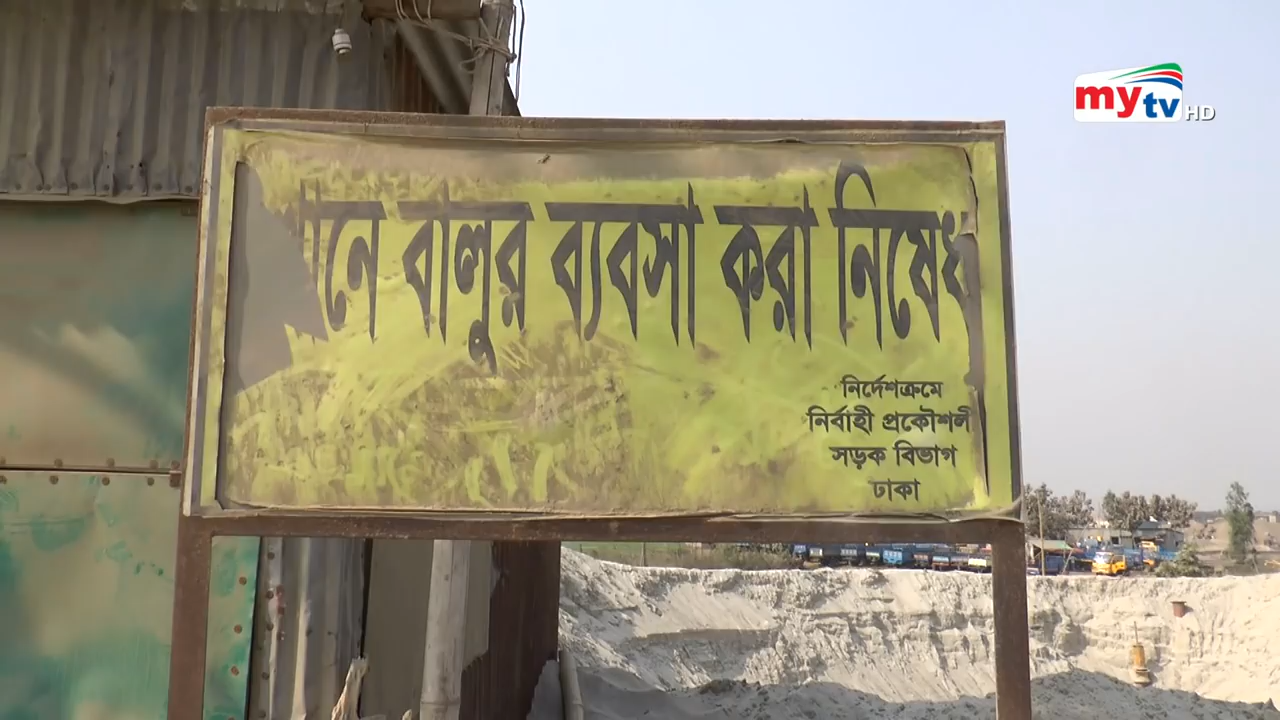 mytv HD
বালুর ব্যবসা করা নিষেধ
নির্দেশক্রমে
নির্বাহী প্রকৌশলী
সড়ক বিভাগ
ঢাকা